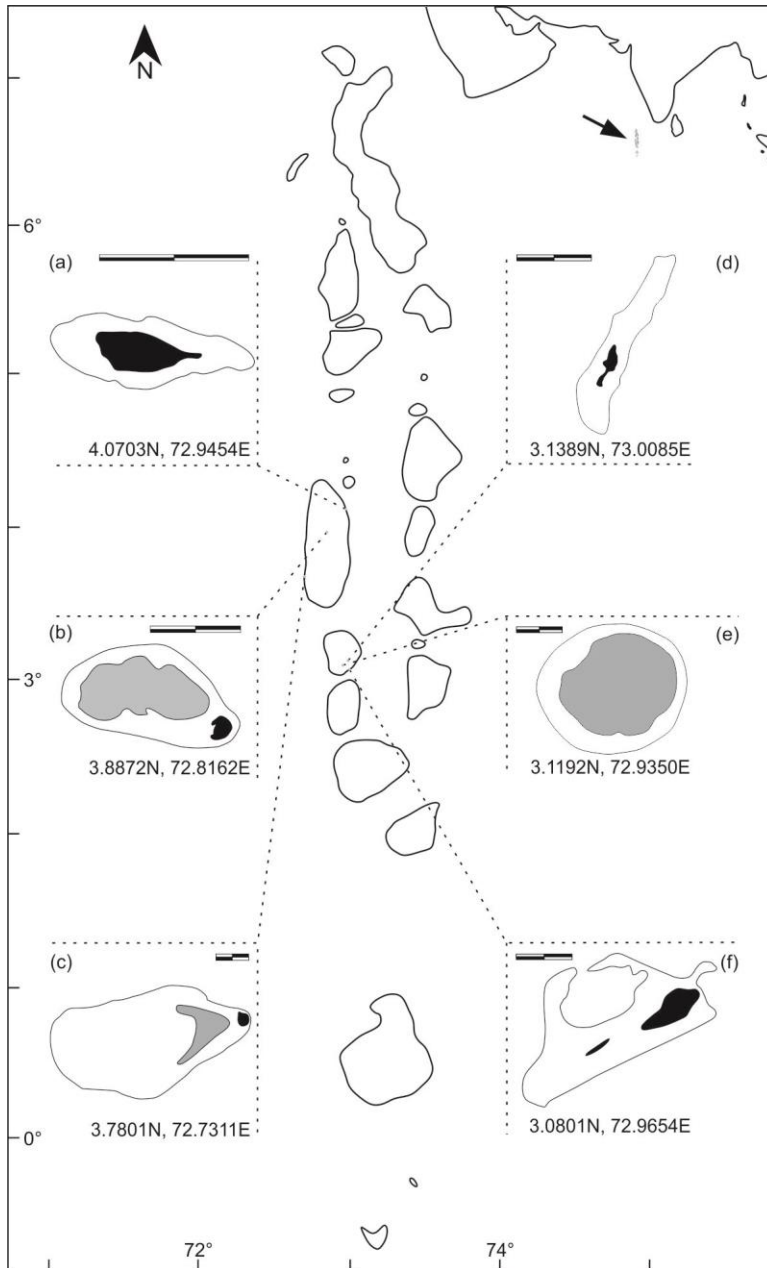 N
6°
(a)
(d)
4.0703N, 72.9454E
3.1389N, 73.0085E
(b)
(e)
3°
3.8872N, 72.8162E
3.1192N, 72.9350E
(c)
(f)
3.7801N, 72.7311E
3.0801N, 72.9654E
0°
72°
74°